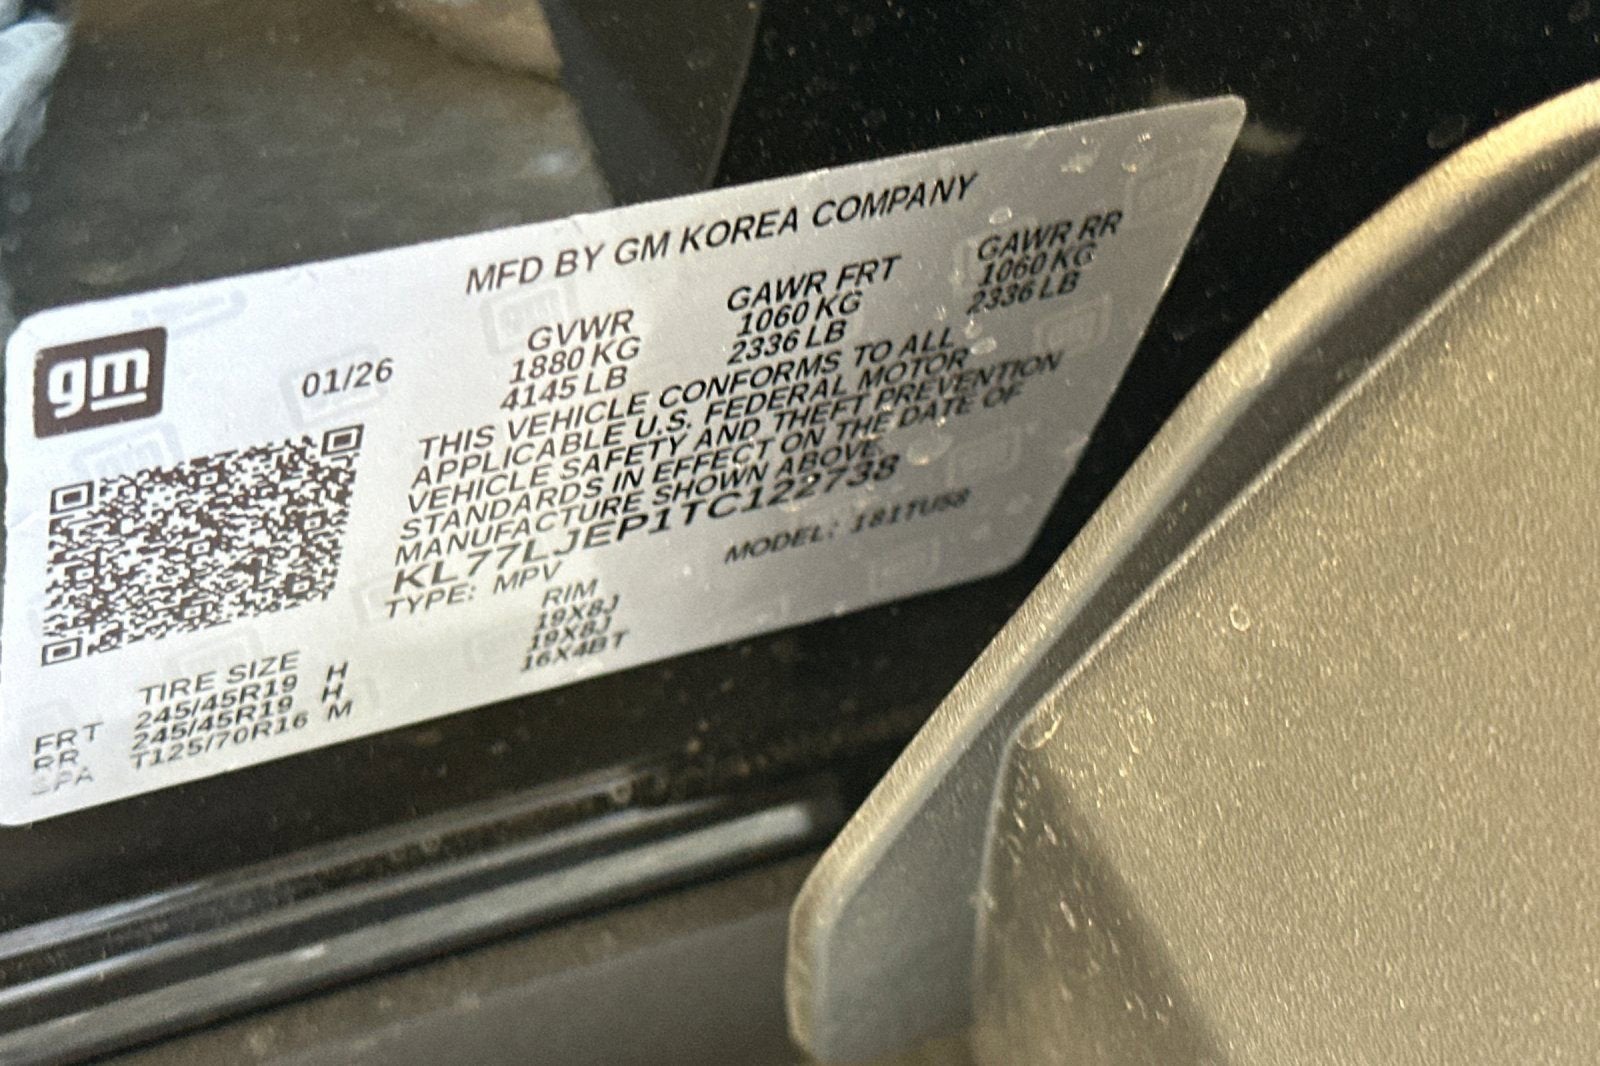 MFD BY GM KOREA COMPANY
gm
01/26
GVWR GAWR FRT GAWR RR
1880 KG 1060 KG 1060 KG
4145 LB 2336 LB 2336 LB
THIS VEHICLE CONFORMS TO ALL
APPLICABLE U.S. FEDERAL MOTOR
VEHICLE SAFETY AND THEFT PREVENTION
STANDARDS IN EFFECT ON THE DATE OF
MANUFACTURE SHOWN ABOVE.
KL77LJEP1TC122738
TYPE: MPV MODEL: 181TU58
TIRE SIZE RIM
FRT 245/45R19 H 19X8J
RR 245/45R19 H 19X8J
SPA T125/70R16 M 16X4BT